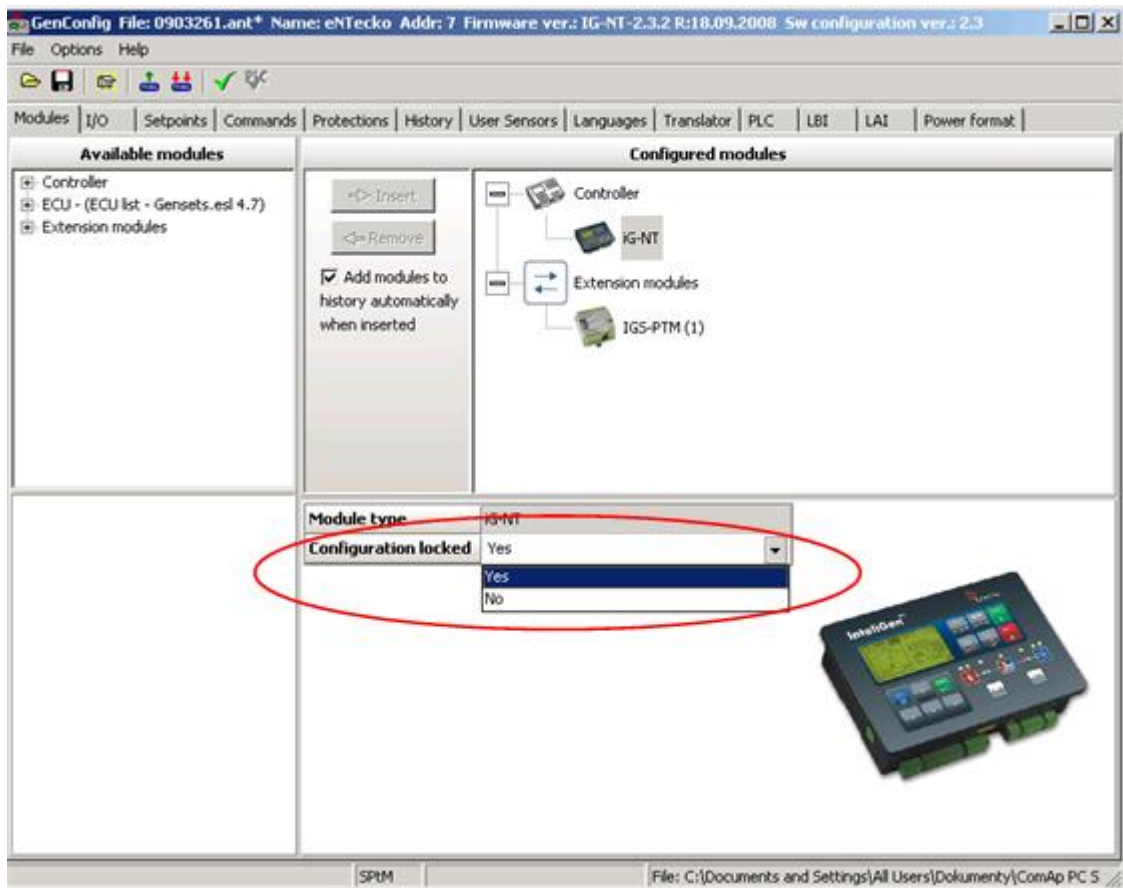 GenConfig File: 0903261.ant* Name: eNTecko Addr: 7 Firmware ver.: IG-NT-2.3.2 R:18.09.2008 Sw configuration ver.: 2.3
File Options Help
Modules I/O Setpoints Commands Protections History User Sensors Languages Translator PLC LBI LAI Power format
Available modules
Controller
ECU - (ECU list - Gensets.esl 4.7)
Extension modules
Insert
Remove
Add modules to
history automatically
when inserted
Configured modules
Controller
iG-NT
Extension modules
IGS-PTM (1)
Module type iG-NT
Configuration locked Yes
Yes
No
InteliGen
SPtM File: C:\Documents and Settings\All Users\Dokumenty\ComAp PC S